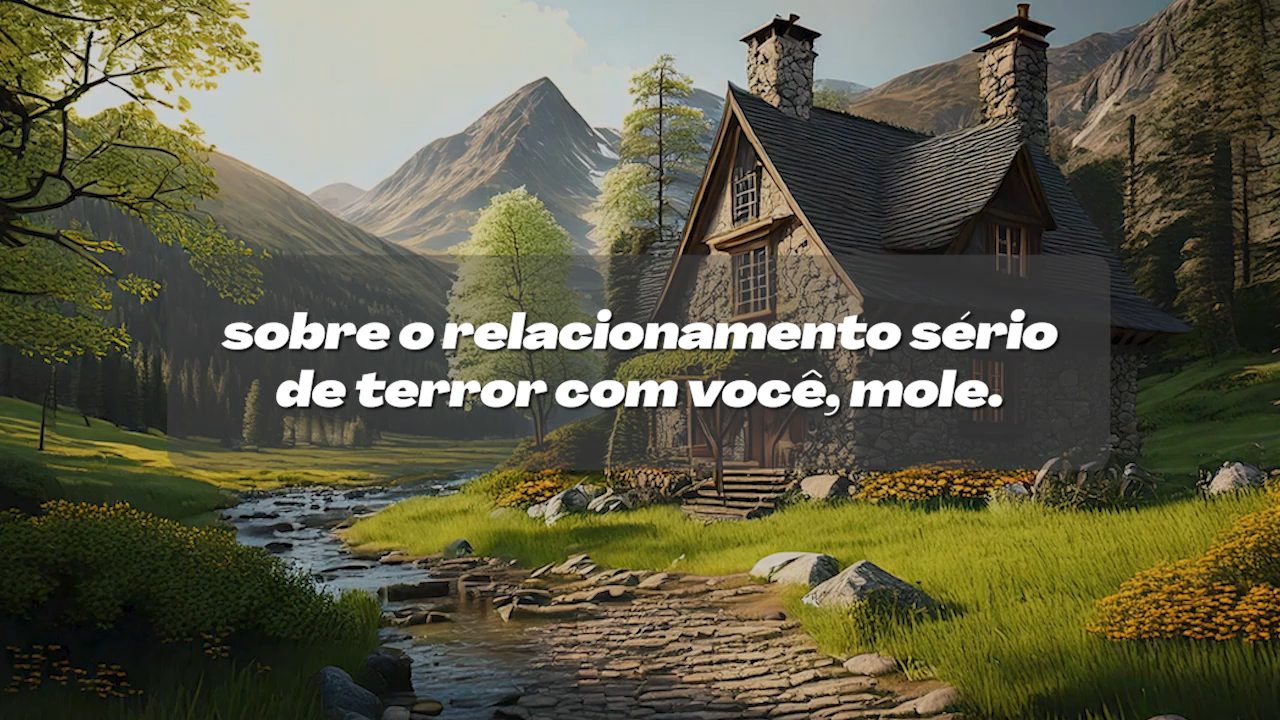 sobre o relacionamento sério
de terror com você, mole.